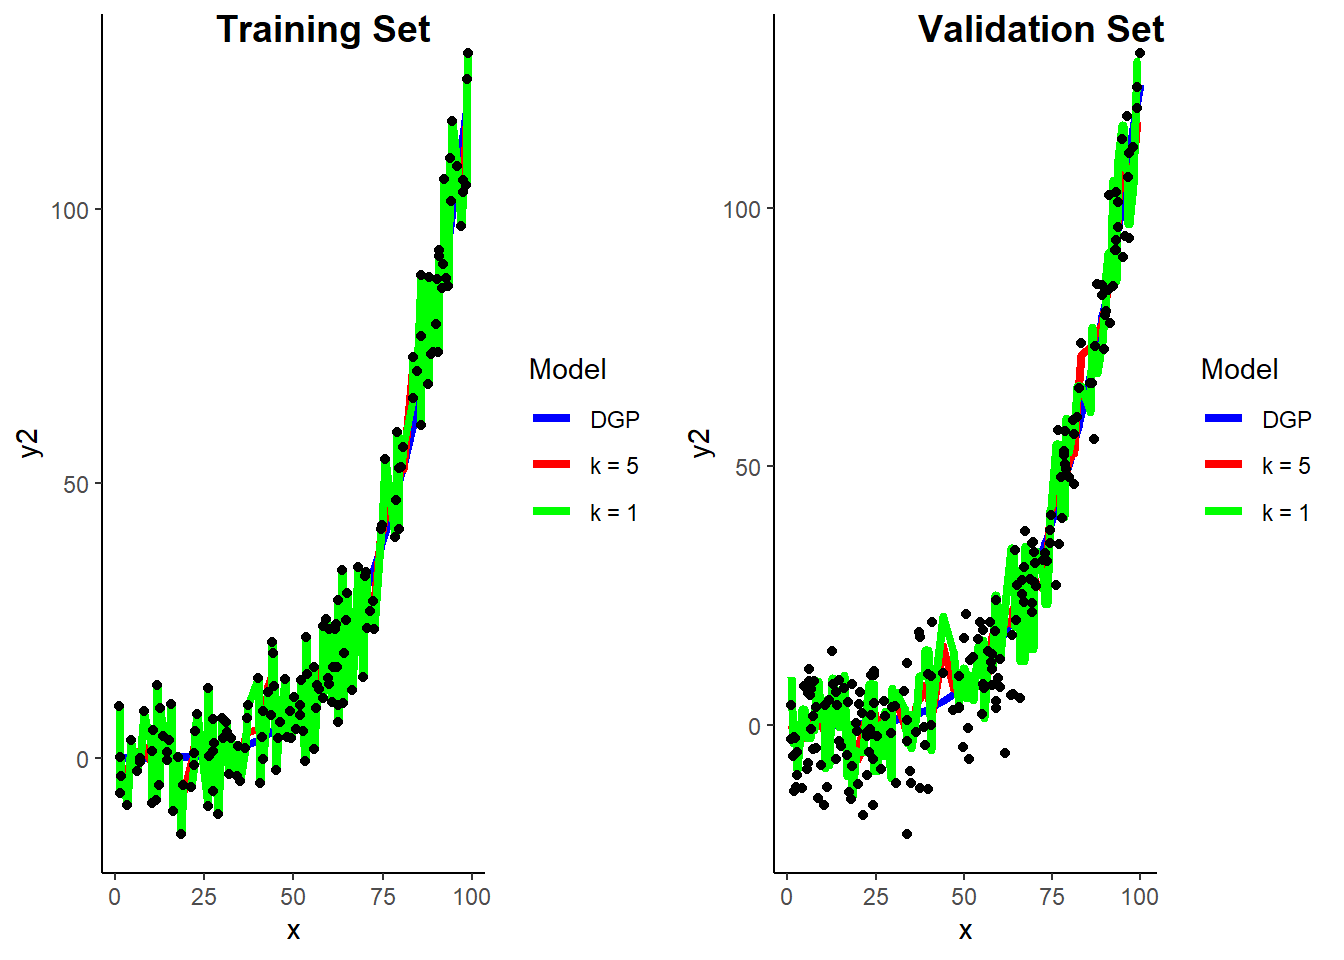 Training Set
y2
100
50
0
0 25 50 75 100
x
Model
DGP
k = 5
k = 1
Validation Set
y2
100
50
0
0 25 50 75 100
x
Model
DGP
k = 5
k = 1